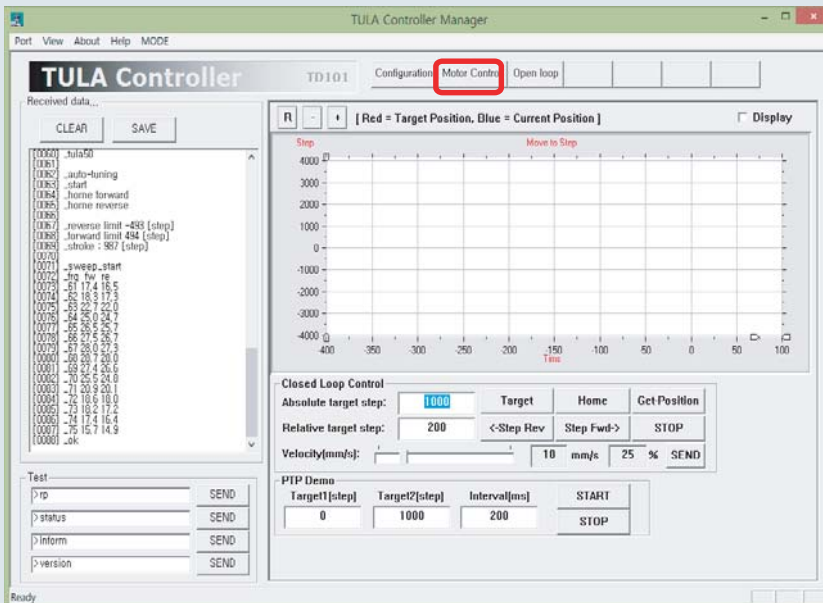 TULA Controller Manager
Port View About Help MODE
TULA Controller TD101 Configuration Motor Control Open loop
Received data,,,
CLEAR SAVE
R - + [ Red = Target Position, Blue = Current Position ] Display
[0060] _tula50
[0061]
[0062] _auto-tuning
[0063] _start
[0064] _home forward
[0065] _home reverse
[0066]
[0067] _reverse limit -493 [step]
[0068] _forward limit 494 [step]
[0069] _stroke : 987 [step]
[0070]
[0071] _sweep_start
[0072] _frq fw re
[0073] _61 17,4 16,5
[0074] _62 18,3 17,3
[0075] _63 22,7 22,0
[0076] _64 25,0 24,7
[0077] _65 26,5 25,7
[0078] _66 27,5 26,7
[0079] _67 28,0 27,3
[0080] _68 28,7 28,0
[0081] _69 27,4 26,6
[0082] _70 25,5 24,8
[0083] _71 20,9 20,1
[0084] _72 18,6 18,0
[0085] _73 18,2 17,2
[0086] _74 17,4 16,4
[0087] _75 15,7 14,9
[0088] _ok
Step Move to Step
4000
3000
2000
1000
0
-1000
-2000
-3000
-4000
-400 -350 -300 -250 -200 -150 -100 -50 0 50 100
Time
Closed Loop Control
Absolute target step: 1000 Target Home Get-Position
Relative target step: 200 <-Step Rev Step Fwd-> STOP
Velocity(mm/s): 10 mm/s 25 % SEND
PTP Demo
Target1[step] Target2[step] Interval[ms] START
0 1000 200 STOP
Test
>rp SEND
>status SEND
>inform SEND
>version SEND
Ready